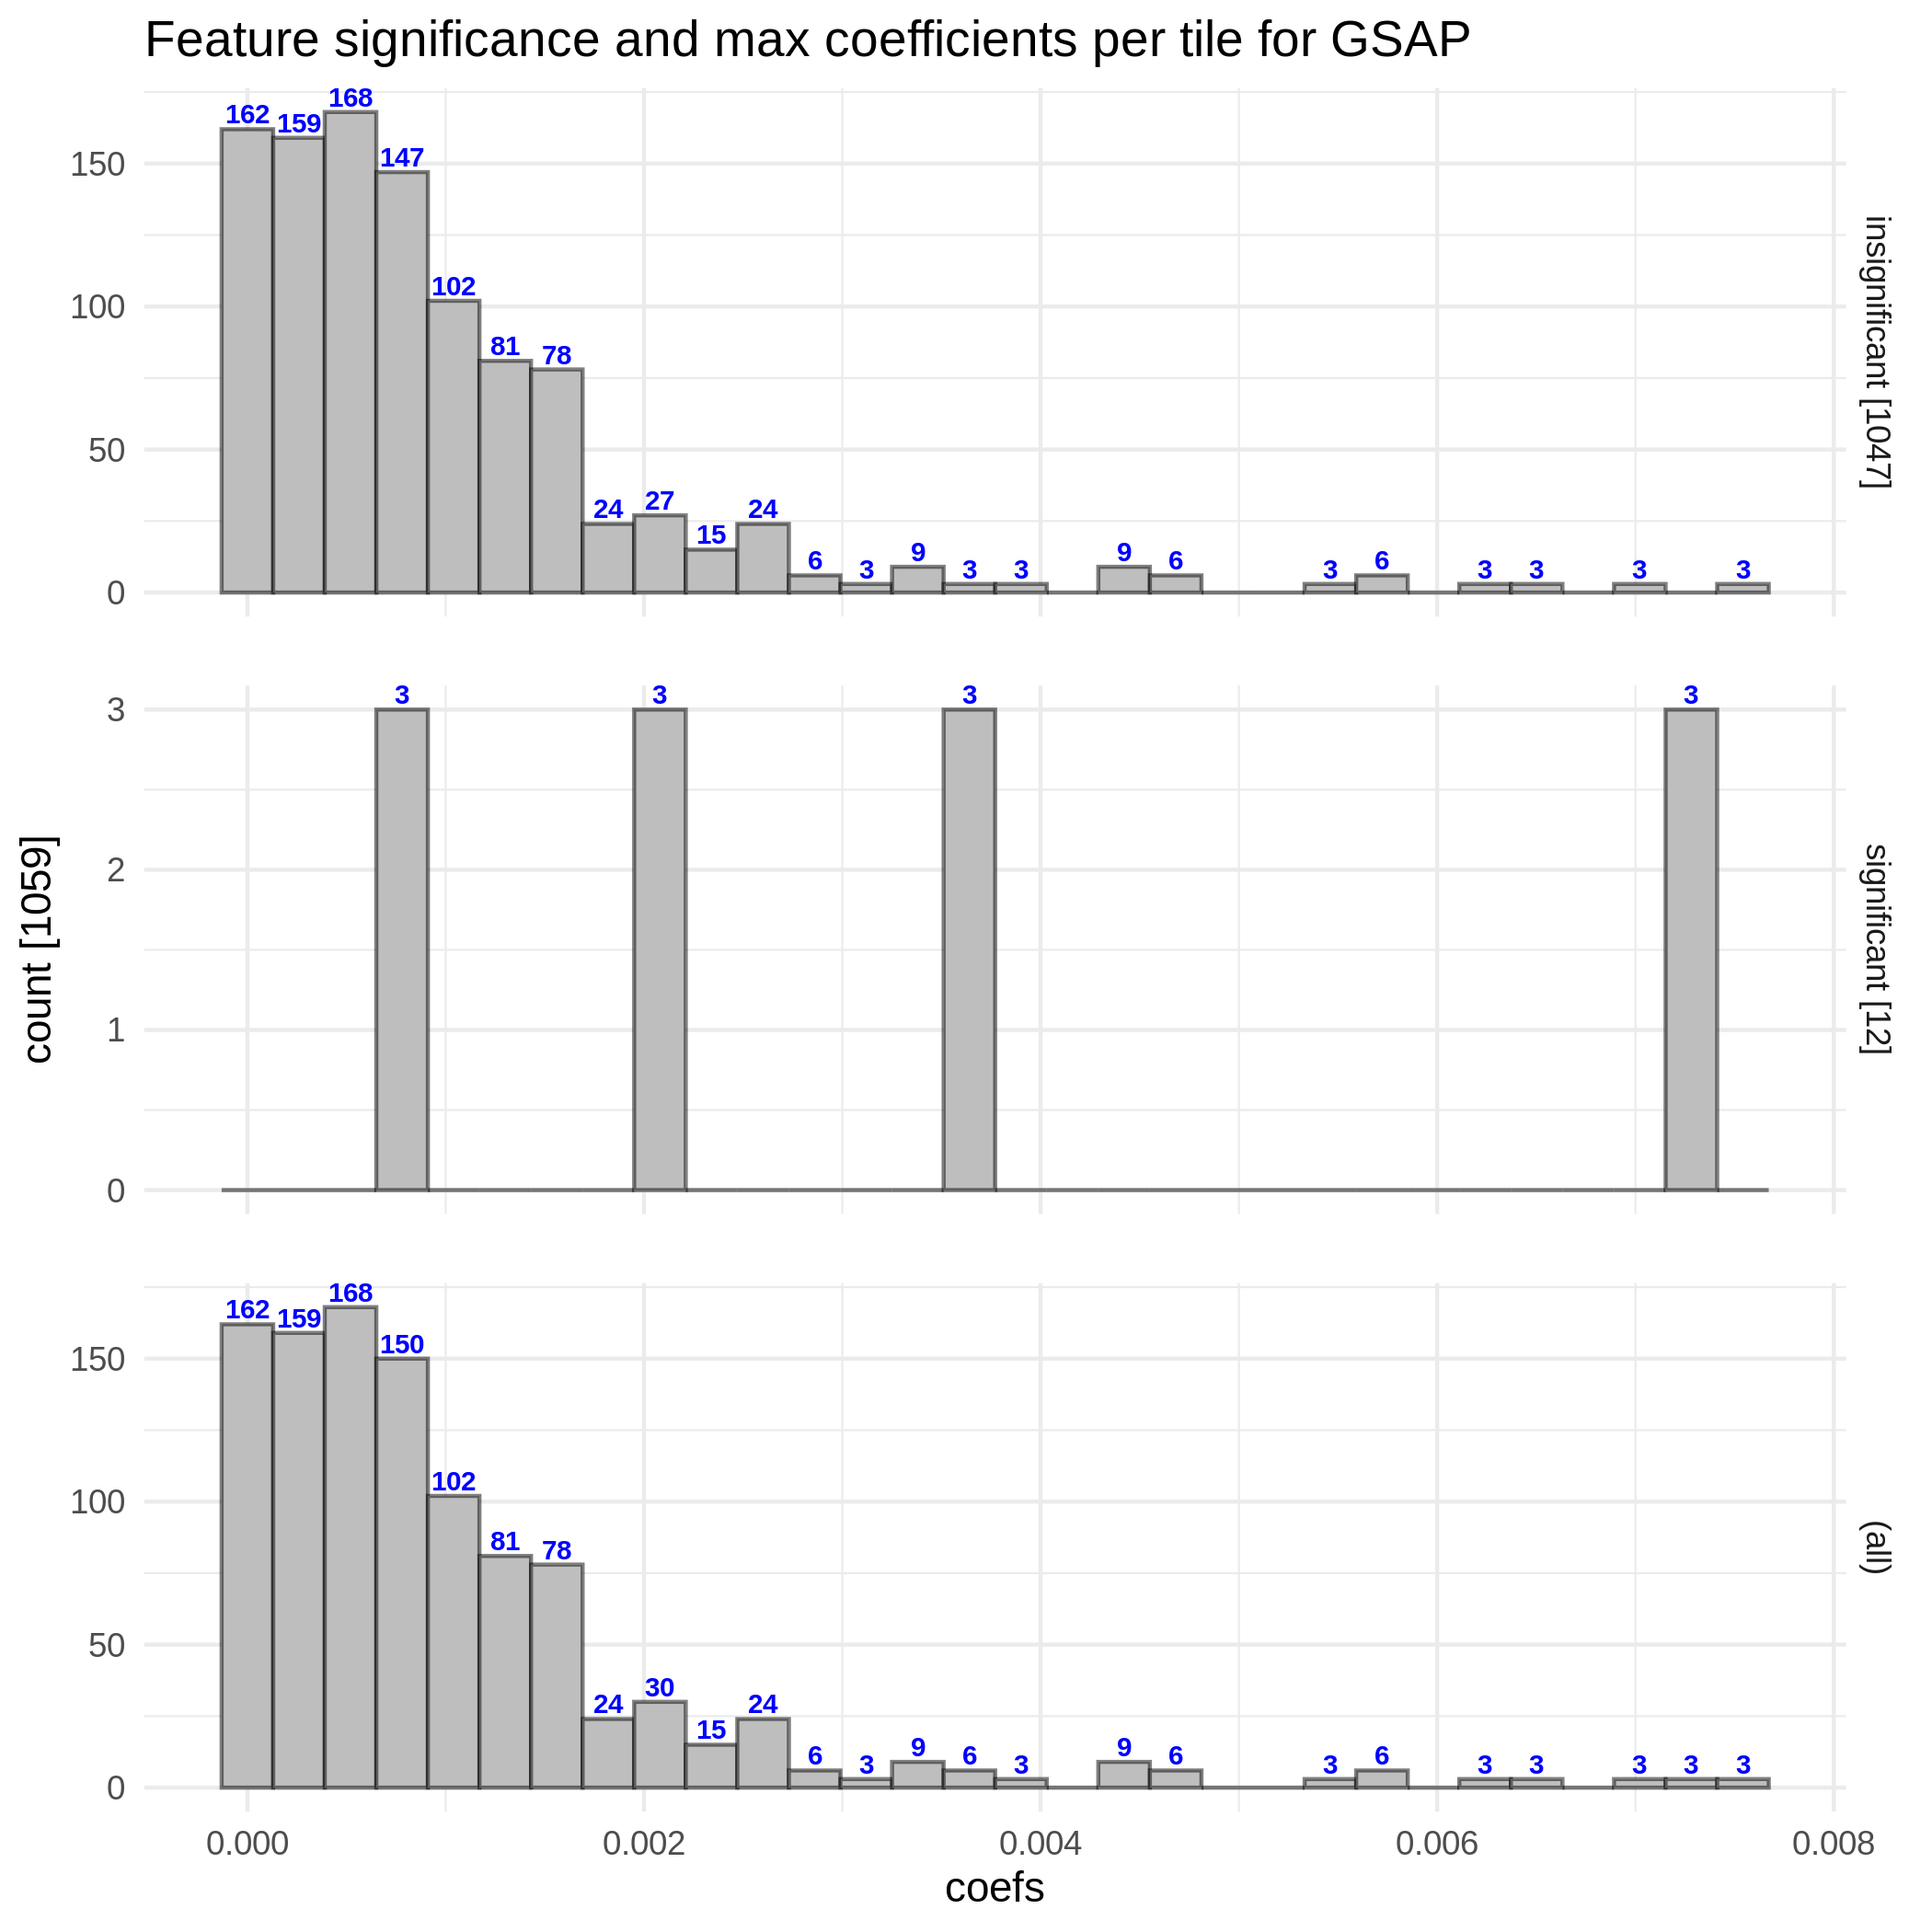 Feature significance and max coefficients per tile for GSAP
162 159 168 147 102 81 78 24 27 15 24 6 3 9 3 3 9 6 3 6 3 3 3 3
150
100
50
0
insignificant [1047]
3 3 3 3
3
2
1
0
significant [12]
count [1059]
162 159 168 150 102 81 78 24 30 15 24 6 3 9 6 3 9 6 3 6 3 3 3 3 3
150
100
50
0
(all)
0.000 0.002 0.004 0.006 0.008
coefs